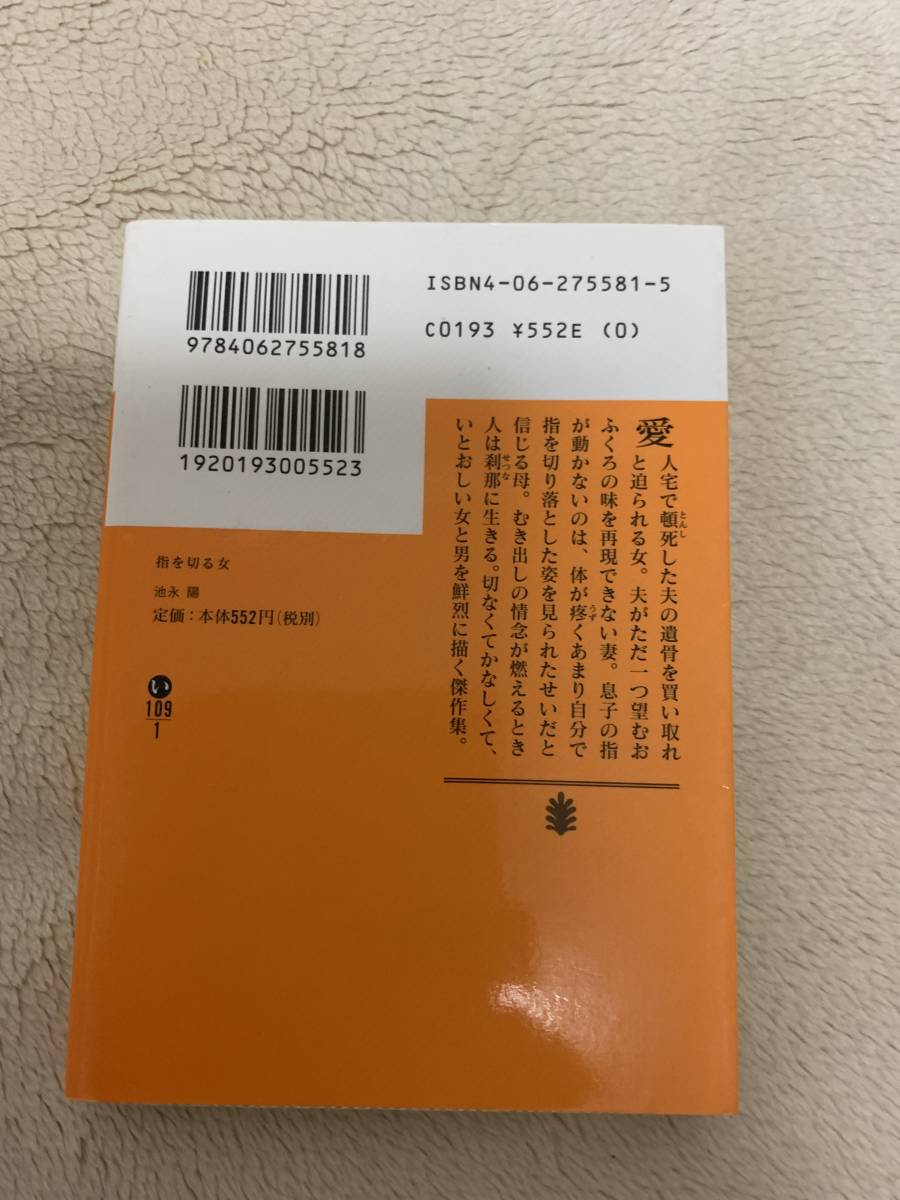 ISBN4-06-275581-5
C0193 ¥552E (0)
9784062755818
1920193005523
愛人宅で頓死した夫の遺骨を買い取れ
とんし
と迫られる女。夫がただ一つ望むお
ふくろの味を再現できない妻。息子の指
が動かないのは、体が疼くあまり自分で
うず
指を切り落とした姿を見られたせいだと
信じる母。むき出しの情念が燃えるとき
人は刹那に生きる。切なくてかなしくて、
せつな
いとおしい女と男を鮮烈に描く傑作集。
指を切る女
池永 陽
定価:本体552円(税別)
い
109
1